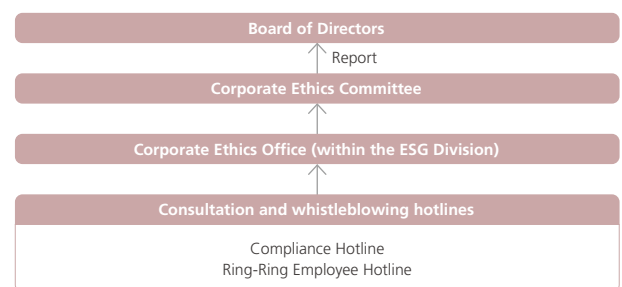 Board of Directors
Report
Corporate Ethics Committee
Corporate Ethics Office (within the ESG Division)
Consultation and whistleblowing hotlines
Compliance Hotline
Ring-Ring Employee Hotline